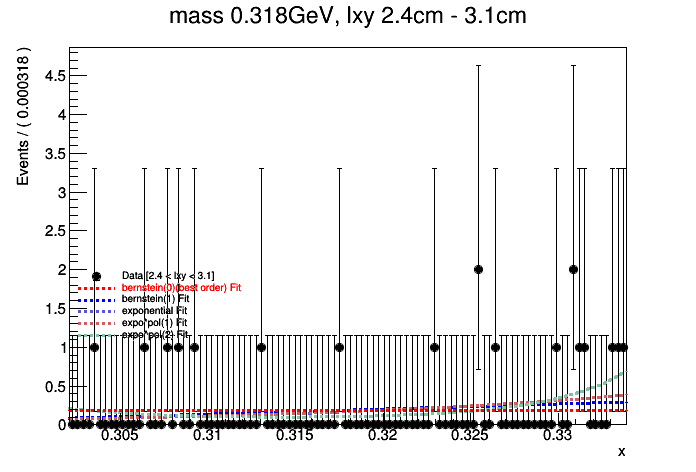 mass 0.318GeV, lxy 2.4cm - 3.1cm
Events / ( 0.000318 )
4.5
4
3.5
3
2.5
2
1.5
1
0.5
0
Data [2.4 < lxy < 3.1]
bernstein(0)(best order) Fit
bernstein(1) Fit
exponential Fit
expo*pol(1) Fit
expo*pol(2) Fit
0.305 0.31 0.315 0.32 0.325 0.33
x